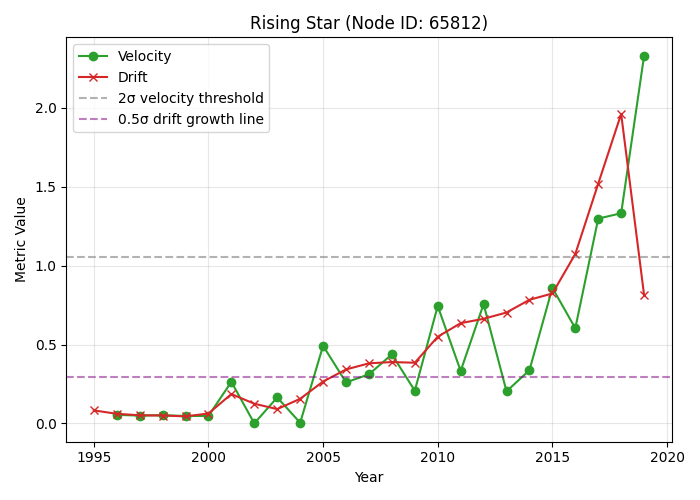 Rising Star (Node ID: 65812)
Velocity
Drift
2σ velocity threshold
0.5σ drift growth line
Metric Value
2.0
1.5
1.0
0.5
0.0
1995
2000
2005
2010
2015
2020
Year